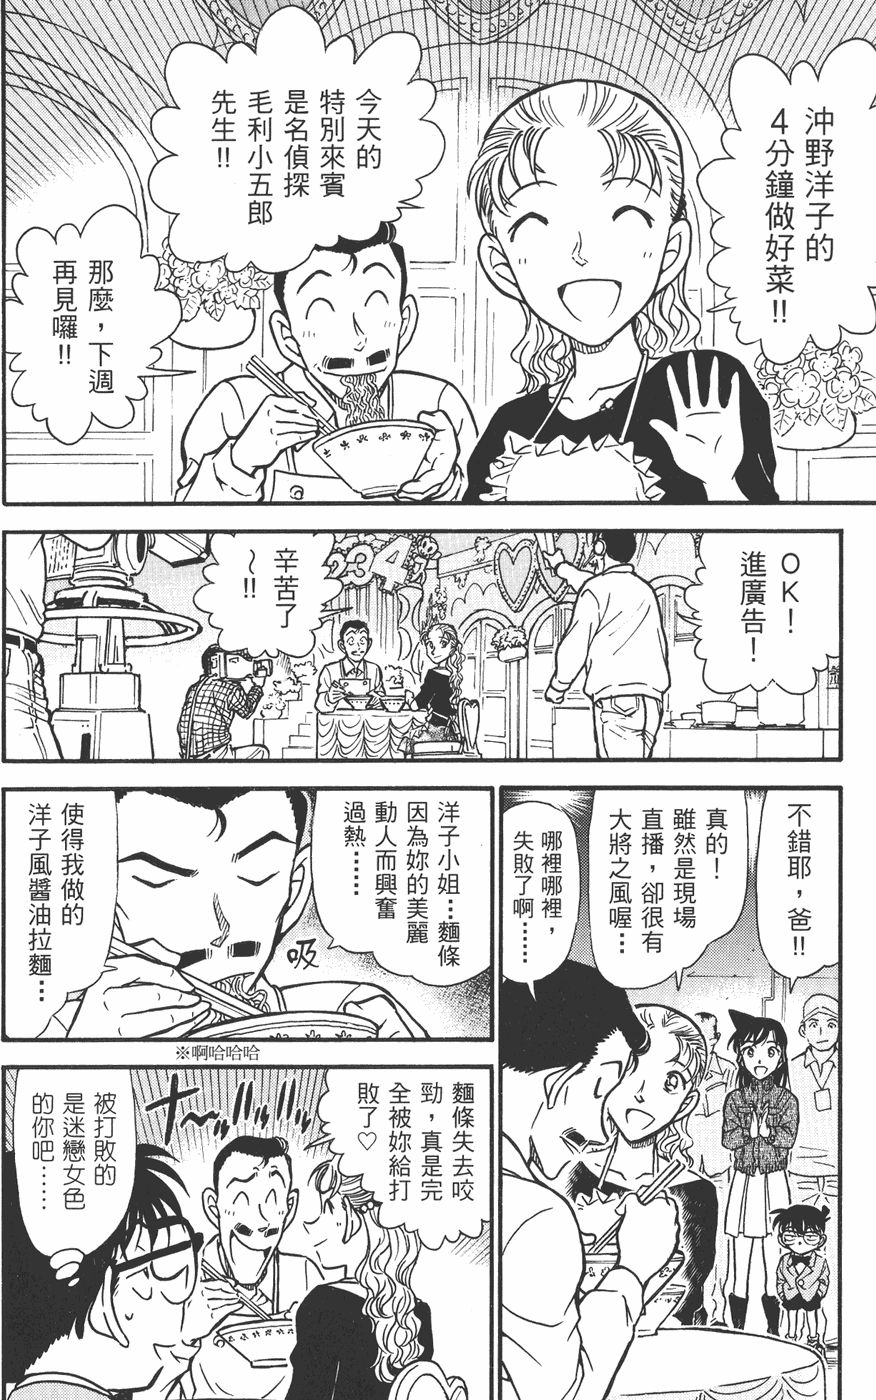 沖野洋子的
4分鐘做好菜!!
今天的
特別來賓
是名偵探
毛利小五郎
先生!!
那麼，下週
再見囉!!
OK！
進廣告！
辛苦了
～!!
234
不錯耶，爸!!
真的！
雖然是現場
直播，卻很有
大將之風喔…
哪裡哪裡，
失敗了啊……
洋子小姐…麵條
因為妳的美麗
動人而興奮
過熱……
吸
使得我做的
洋子風醬油拉麵…
※啊哈哈哈
麵條失去咬
勁，真是完
全被妳給打
敗了♡
ナーハハハ
被打敗的
是迷戀女色
的你吧……